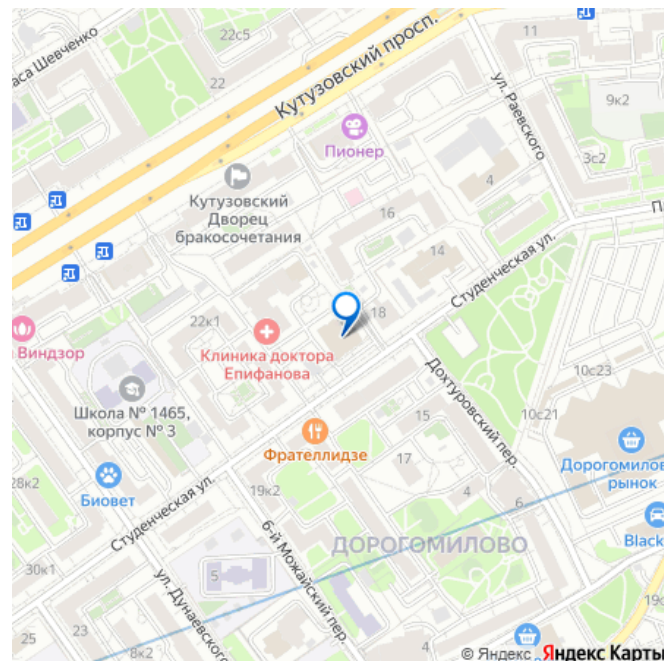 аса Шевченко
22с5
22
Кутузовский просп.
11
ул. Раевского
9к2
3с2
Пионер
4
Кутузовский
Дворец
бракосочетания
16
14
П
Студенческая ул.
18
22к1
Виндзор
Клиника доктора
Епифанова
10с23
Школа № 1465,
корпус № 3
15
Дохтуровский пер.
10с21
Фрателлидзе
17
Дорогомилово
рынок
28к2
Биовет
19к2
4
6
Black
Студенческая ул.
6-й Можайский пер.
ДОРОГОМИЛОВО
30к1
5
ул. Дунаевского
19с
25
23
8к2
4
© Яндекс Яндекс Карты